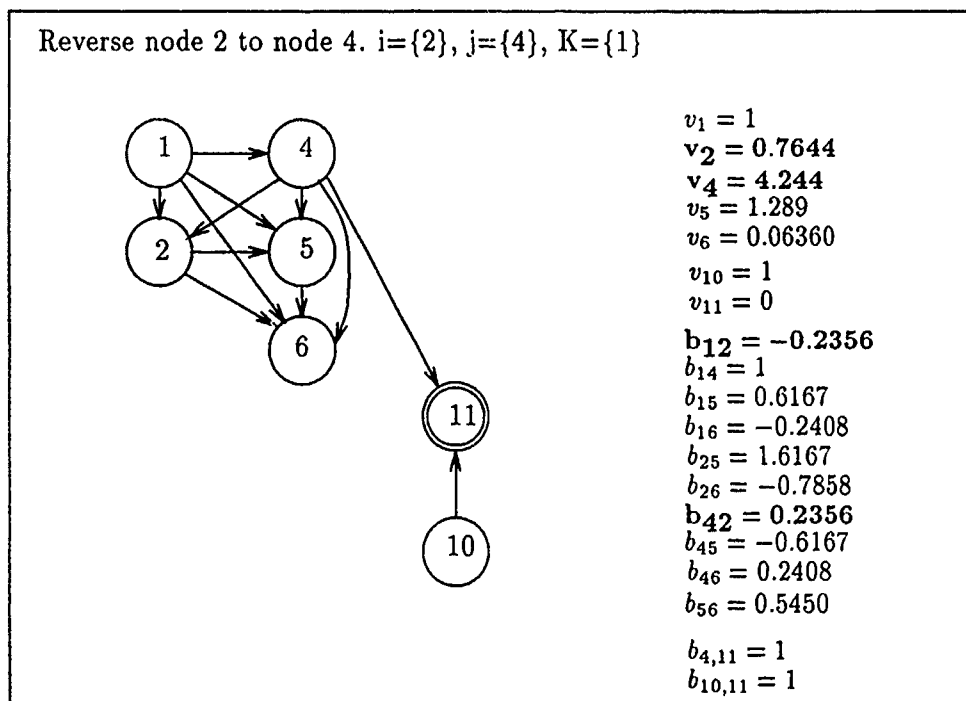 Reverse node 2 to node 4. i={2}, j={4}, K={1}
1
4
2
5
6
11
10
v₁ = 1
v₂ = 0.7644
v₄ = 4.244
v₅ = 1.289
v₆ = 0.06360
v₁₀ = 1
v₁₁ = 0
b₁₂ = −0.2356
b₁₄ = 1
b₁₅ = 0.6167
b₁₆ = −0.2408
b₂₅ = 1.6167
b₂₆ = −0.7858
b₄₂ = 0.2356
b₄₅ = −0.6167
b₄₆ = 0.2408
b₅₆ = 0.5450
b₄,₁₁ = 1
b₁₀,₁₁ = 1